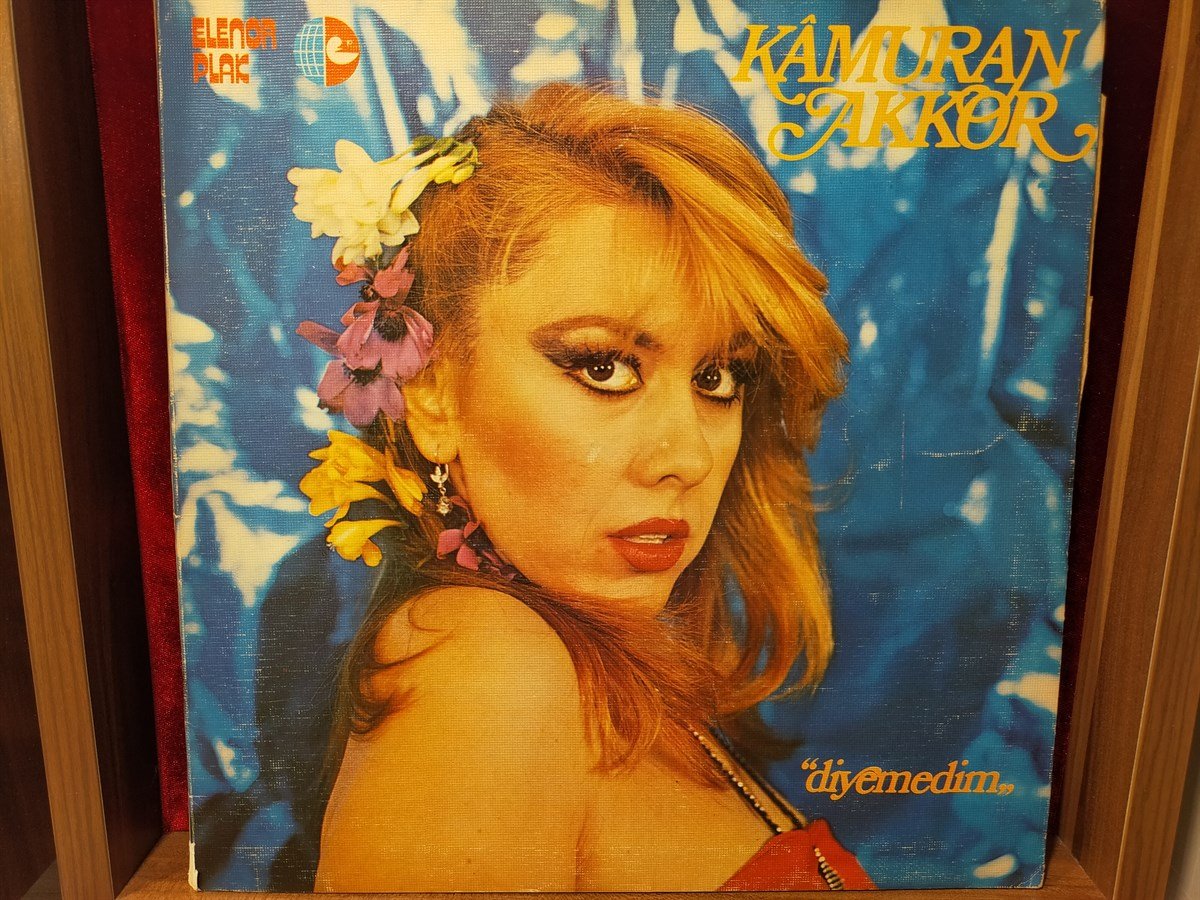 ELENOR
PLAK
KÂMURAN
AKKOR
“diyemedim„